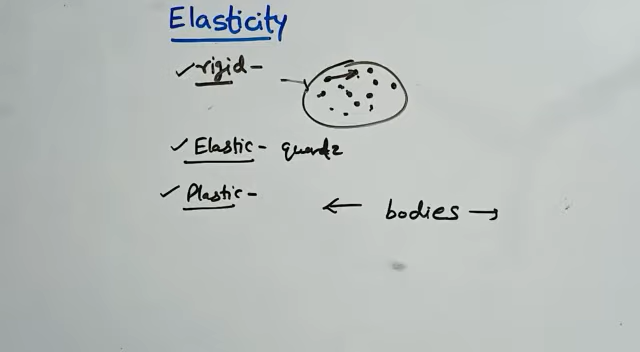 Elasticity
✓ rigid -
✓ Elastic - quartz
✓ Plastic -
← bodies →